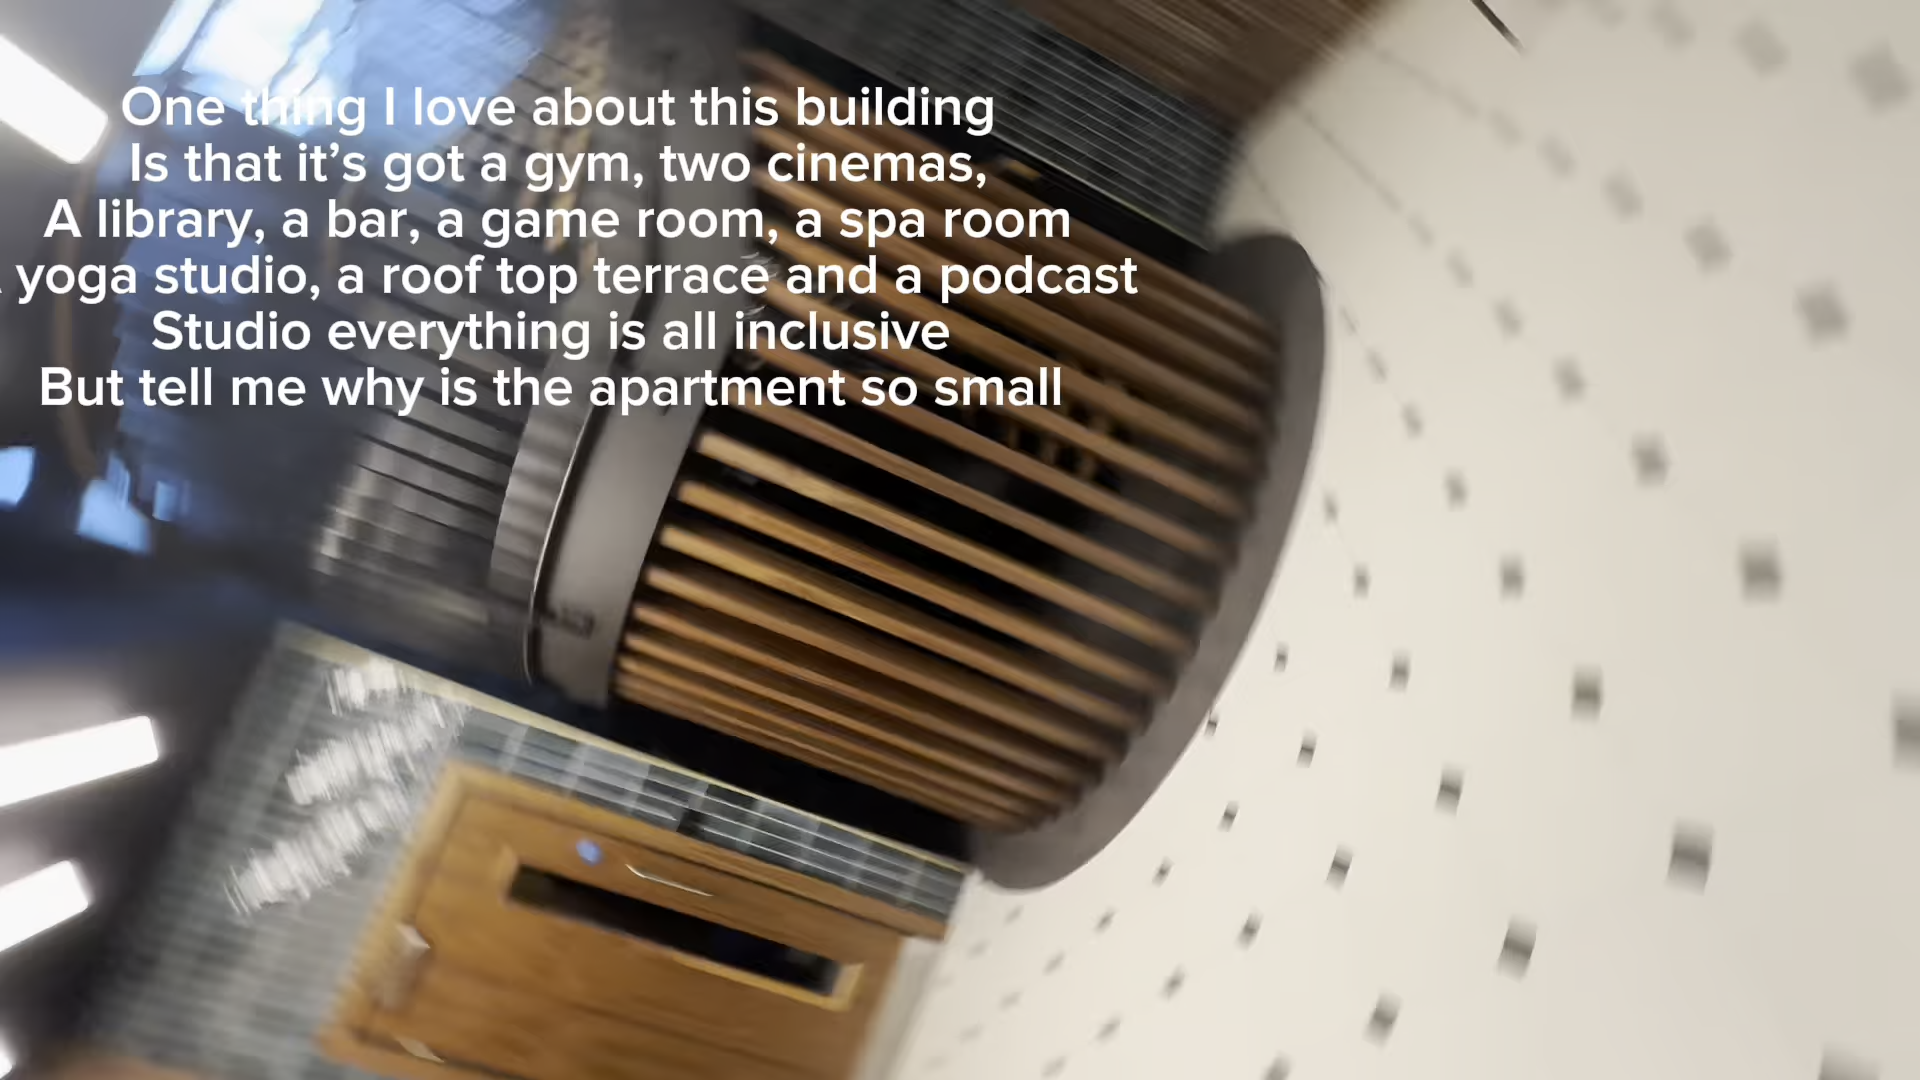 One thing I love about this building
Is that it's got a gym, two cinemas,
A library, a bar, a game room, a spa room
yoga studio, a roof top terrace and a podcast
Studio everything is all inclusive
But tell me why is the apartment so small